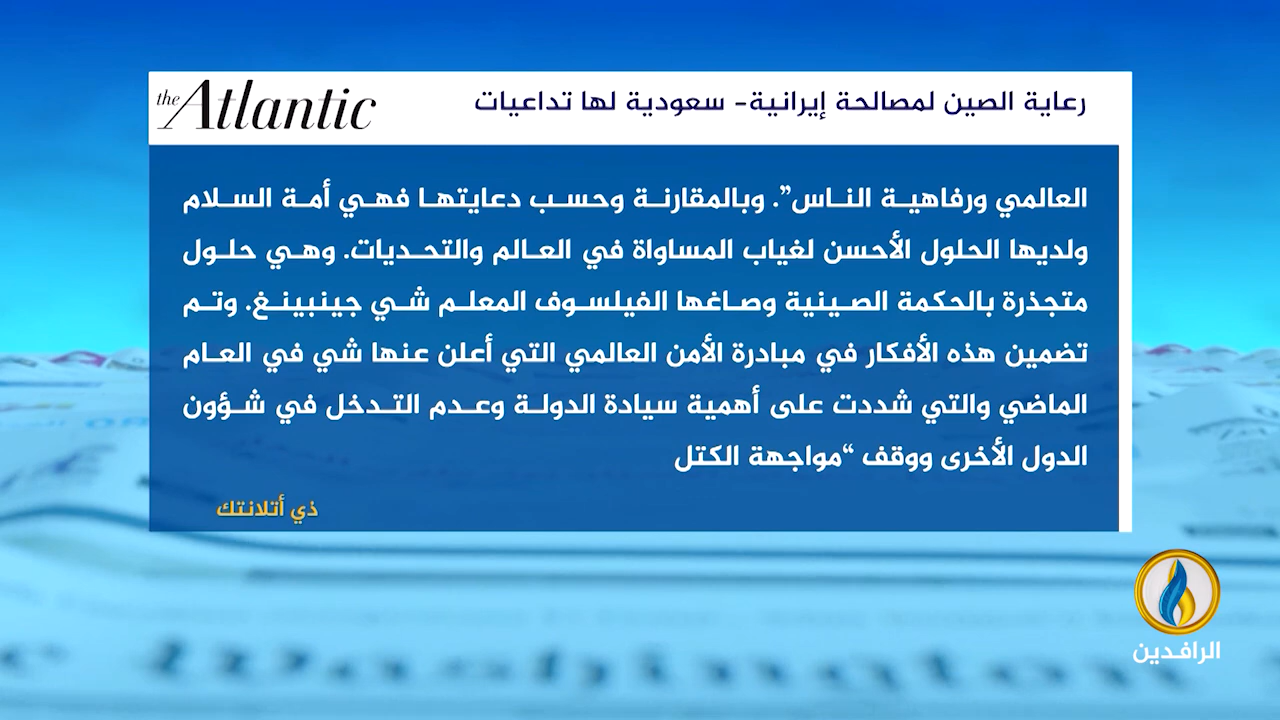 the Atlantic
رعاية الصين لمصالحة إيرانية- سعودية لها تداعيات
العالمي ورفاهية الناس”. وبالمقارنة وحسب دعايتها فهي أمة السلام
ولديها الحلول الأحسن لغياب المساواة في العالم والتحديات. وهي حلول
متجذرة بالحكمة الصينية وصاغها الفيلسوف المعلم شي جينبينغ. وتم
تضمين هذه الأفكار في مبادرة الأمن العالمي التي أعلن عنها شي في العام
الماضي والتي شددت على أهمية سيادة الدولة وعدم التدخل في شؤون
الدول الأخرى ووقف “مواجهة الكتل
ذي أتلانتك
الرافدين